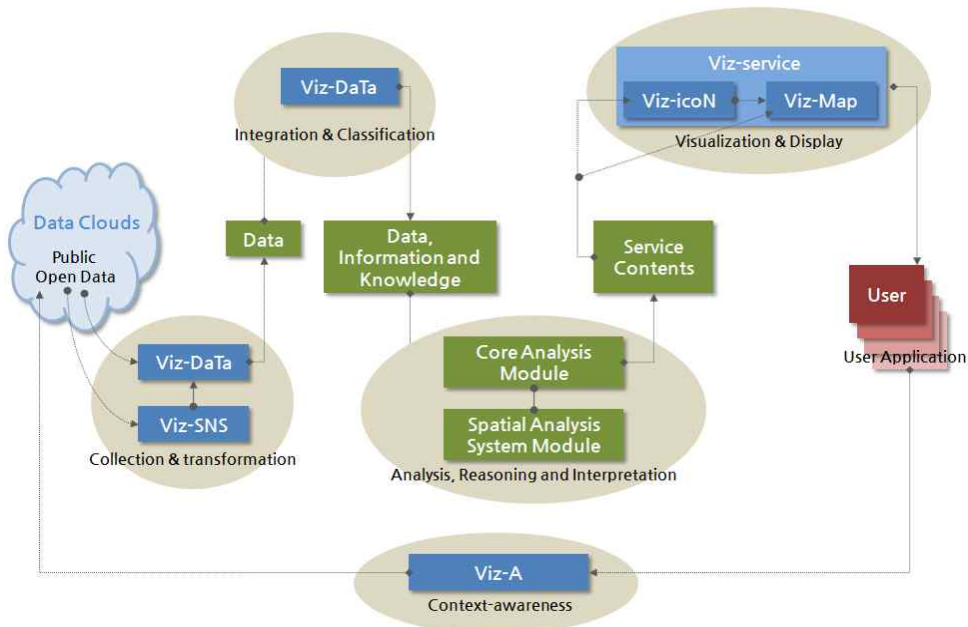 Data Clouds
Public
Open Data
Viz-DaTa
Viz-SNS
Collection & transformation
Data
Viz-DaTa
Integration & Classification
Data,
Information and
Knowledge
Core Analysis
Module
Spatial Analysis
System Module
Analysis, Reasoning and Interpretation
Service
Contents
Viz-service
Viz-icoN
Viz-Map
Visualization & Display
User
User Application
Viz-A
Context-awareness